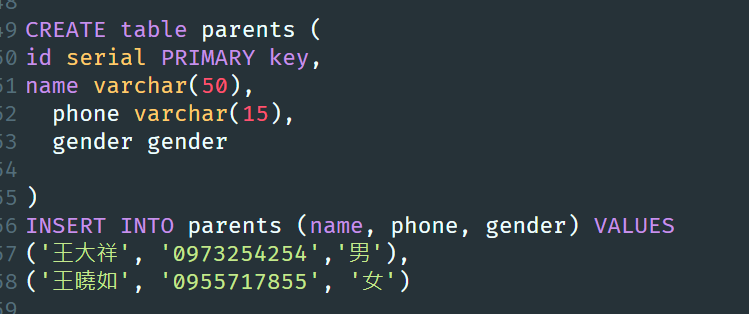 48
49 CREATE table parents (
50 id serial PRIMARY key,
51 name varchar(50),
52 phone varchar(15),
53 gender gender
54
55 )
56 INSERT INTO parents (name, phone, gender) VALUES
57 ('王大祥', '0973254254','男'),
58 ('王曉如', '0955717855', '女')
59